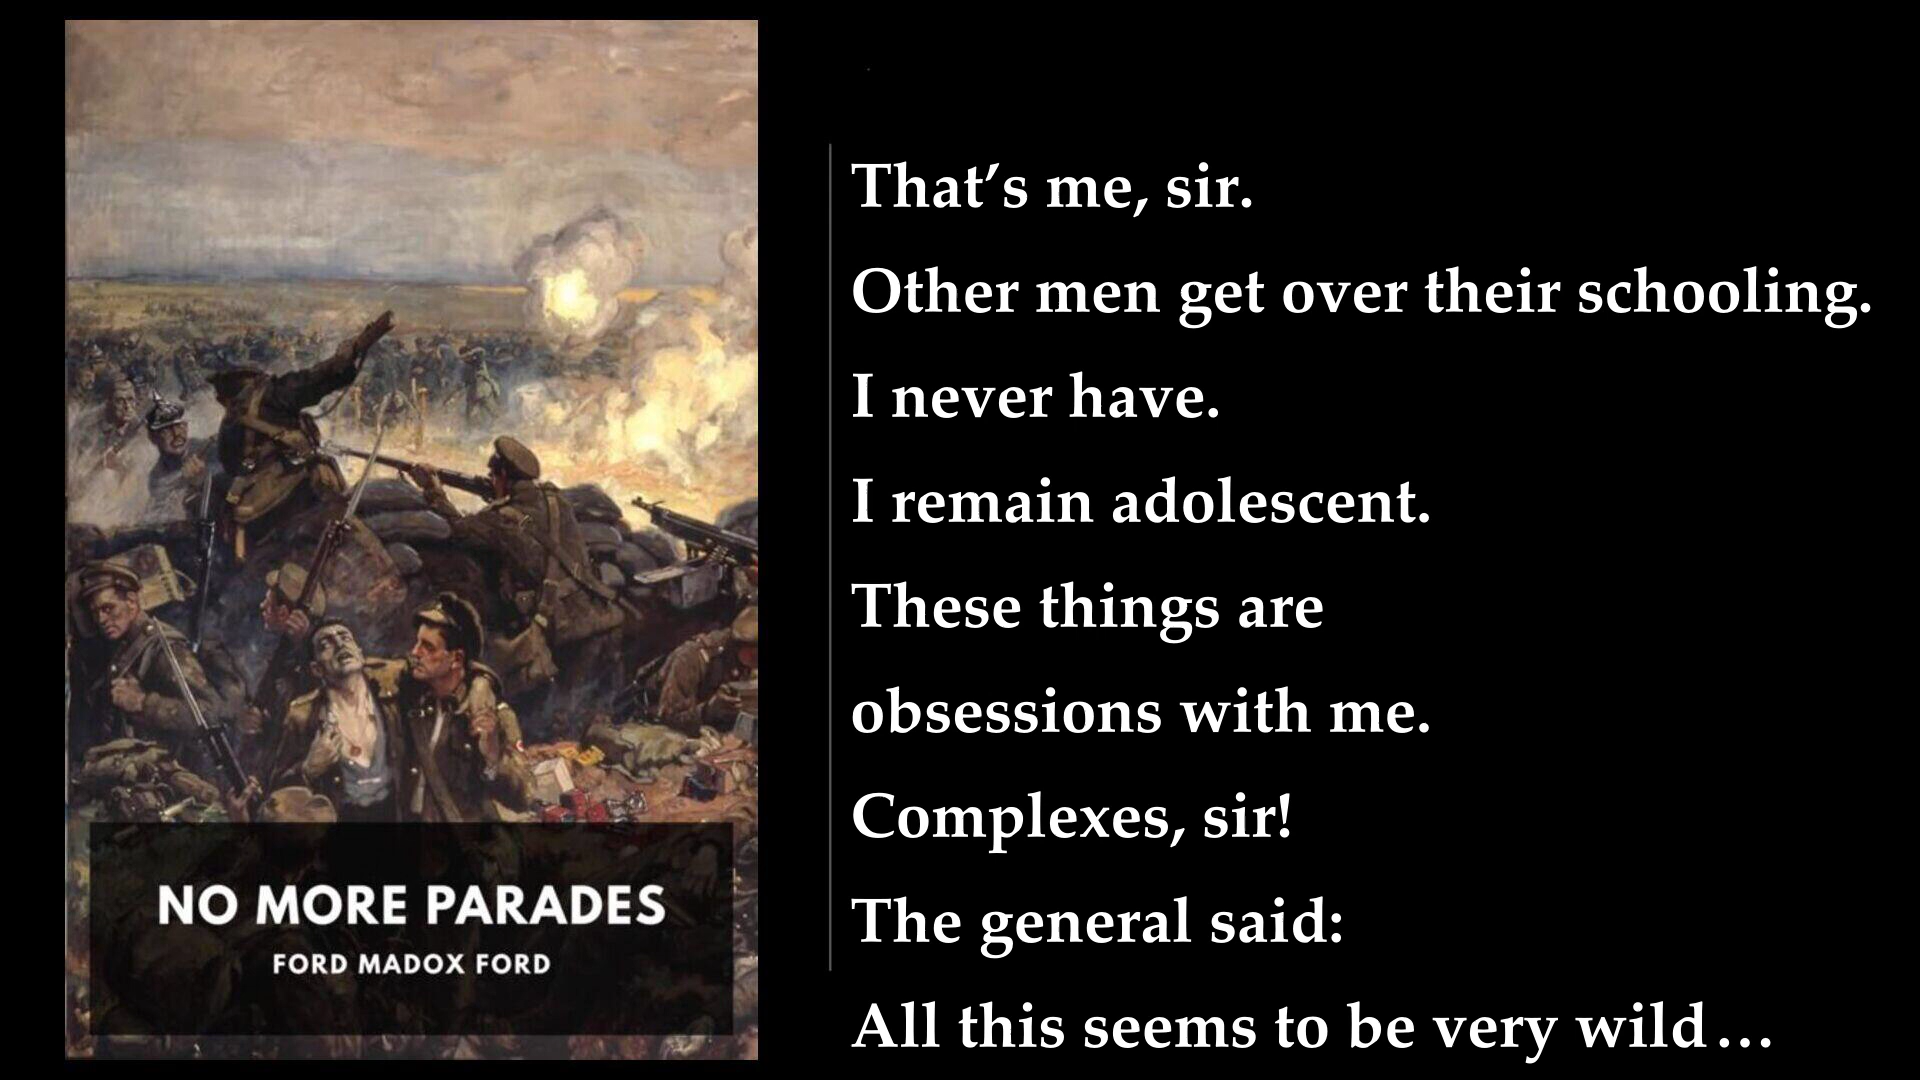 NO MORE PARADES
FORD MADOX FORD
That’s me, sir.
Other men get over their schooling.
I never have.
I remain adolescent.
These things are
obsessions with me.
Complexes, sir!
The general said:
All this seems to be very wild…